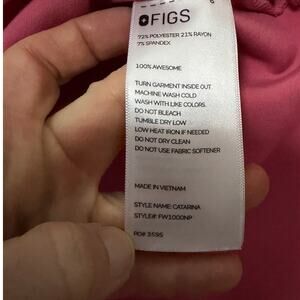 FIGS
72% POLYESTER 21% RAYON
7% SPANDEX
100% AWESOME
TURN GARMENT INSIDE OUT.
MACHINE WASH COLD
WASH WITH LIKE COLORS.
DO NOT BLEACH
TUMBLE DRY LOW
LOW HEAT IRON IF NEEDED
DO NOT DRY CLEAN
DO NOT USE FABRIC SOFTENER
MADE IN VIETNAM
STYLE NAME: CATARINA
STYLE#: FW1000NP
PO# 3595